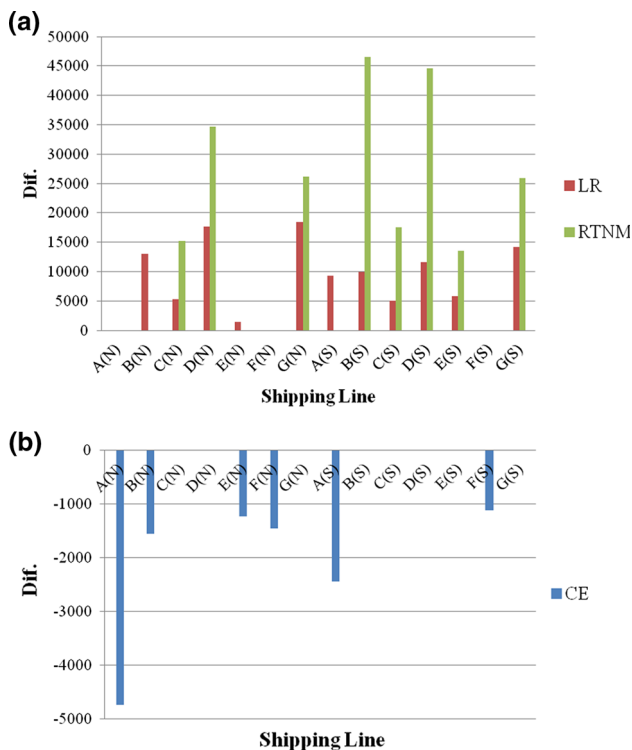 (a)
50000
45000
40000
35000
30000
25000
20000
15000
10000
5000
0
Dif.
A(N)
B(N)
C(N)
D(N)
E(N)
F(N)
G(N)
A(S)
B(S)
C(S)
D(S)
E(S)
F(S)
G(S)
Shipping Line
LR
RTNM
(b)
0
-1000
-2000
-3000
-4000
-5000
Dif.
A(N)
B(N)
C(N)
D(N)
E(N)
F(N)
G(N)
A(S)
B(S)
C(S)
D(S)
E(S)
F(S)
G(S)
Shipping Line
CE